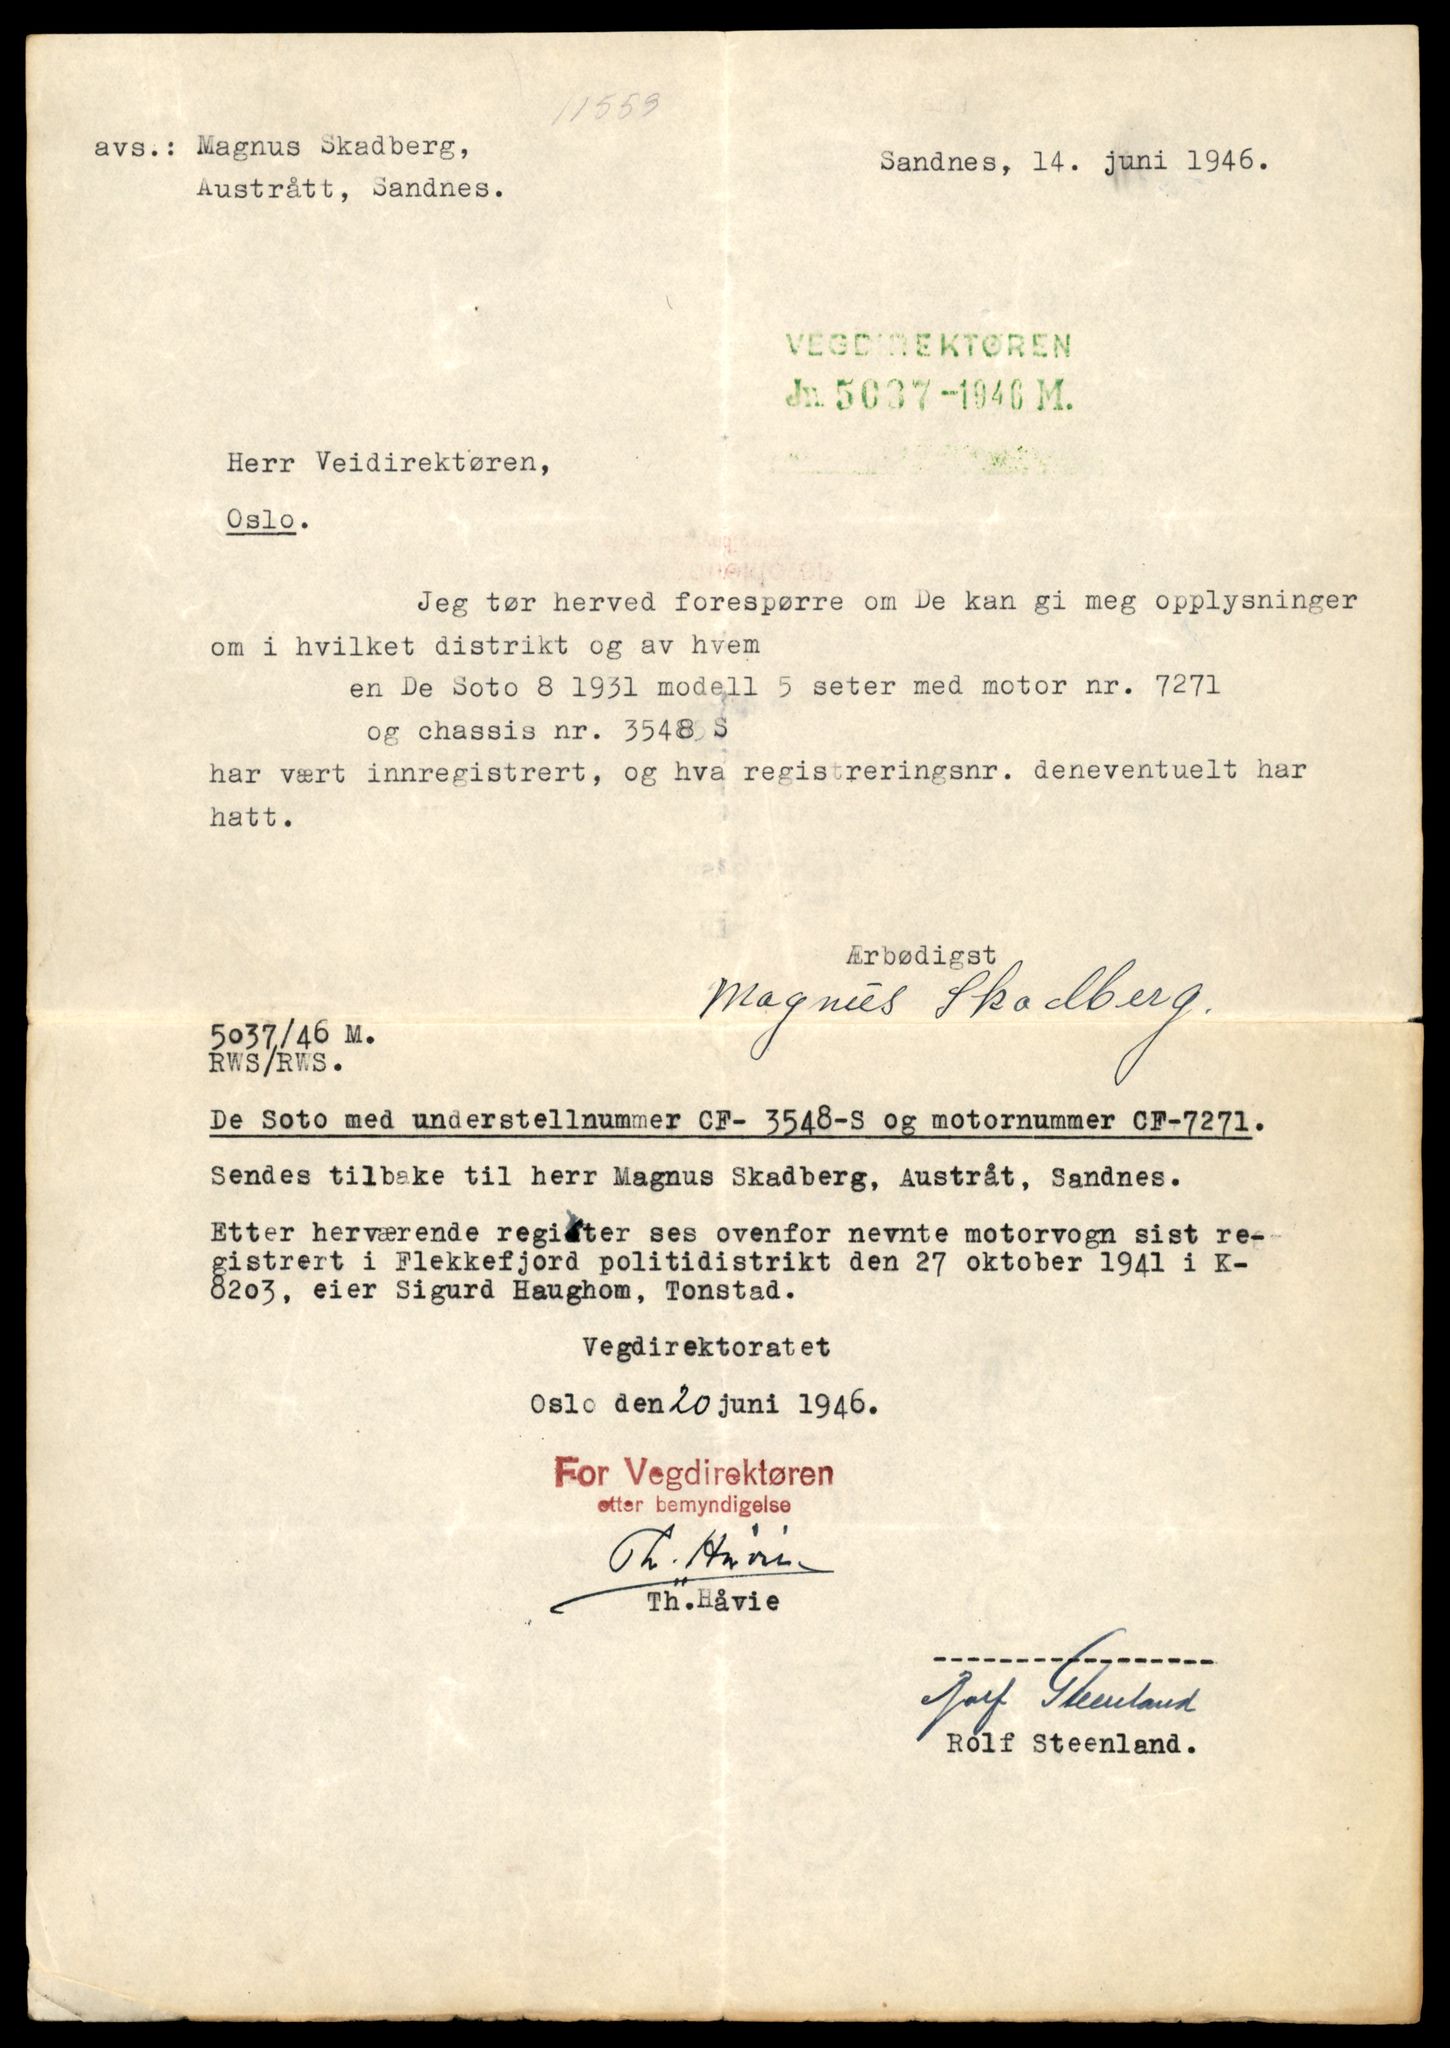 11553
avs.: Magnus Skadberg,
Austrått, Sandnes.
Sandnes, 14. juni 1946.
VEGDIREKTØREN
Jn. 5037-1946 M.
Herr Veidirektøren,
Oslo.
Jeg tør herved forespørre om De kan gi meg opplysninger
om i hvilket distrikt og av hvem
en De Soto 8 1931 modell 5 seter med motor nr. 7271
og chassis nr. 3548 S
har vært innregistrert, og hva registreringsnr. deneventuelt har
hatt.
Ærbødigst
Magnus Skadberg.
5037/46 M.
RWS/RWS.
De Soto med understellnummer CF- 3548-S og motornummer CF-7271.
Sendes tilbake til herr Magnus Skadberg, Austråt, Sandnes.
Etter herværende register ses ovenfor nevnte motorvogn sist re-
gistrert i Flekkefjord politidistrikt den 27 oktober 1941 i K-
8203, eier Sigurd Haughom, Tonstad.
Vegdirektoratet
Oslo den 20 juni 1946.
For Vegdirektøren
etter bemyndigelse
Th. Håvie
Th. Håvie
Rolf Steenland
Rolf Steenland.